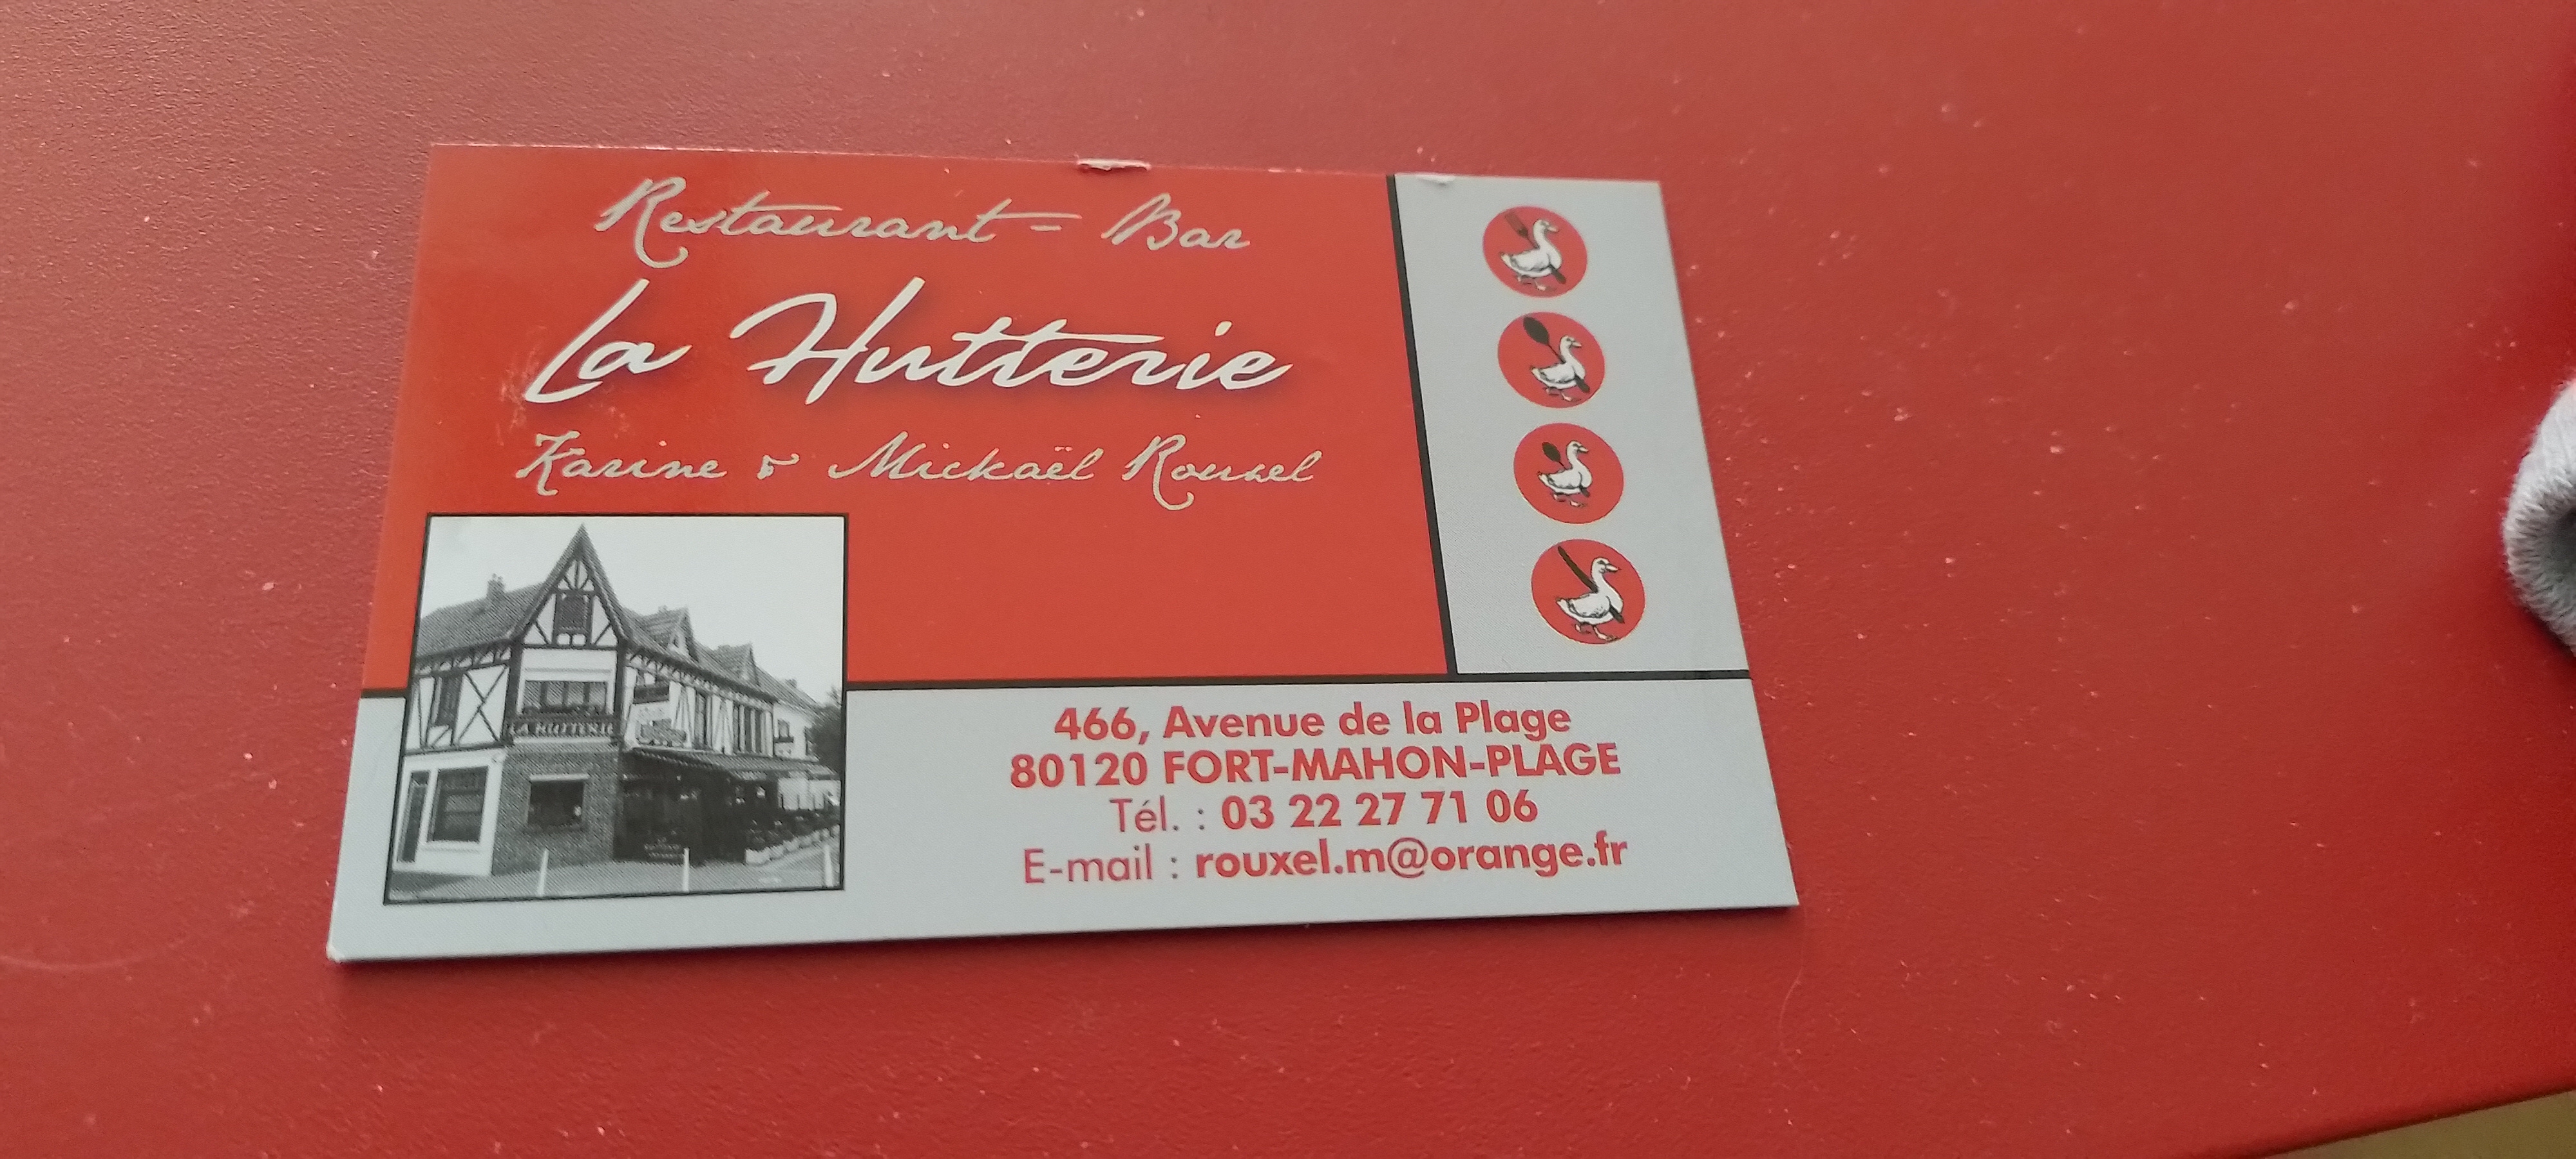 Restaurant - Bar
La Hutterie
Karine & Mickaël Rouxel
LA HUTTERIE
466, Avenue de la Plage
80120 FORT-MAHON-PLAGE
Tél. : 03 22 27 71 06
E-mail : rouxel.m@orange.fr